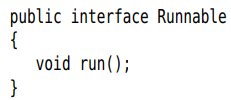 public interface Runnable
{
   void run();
}